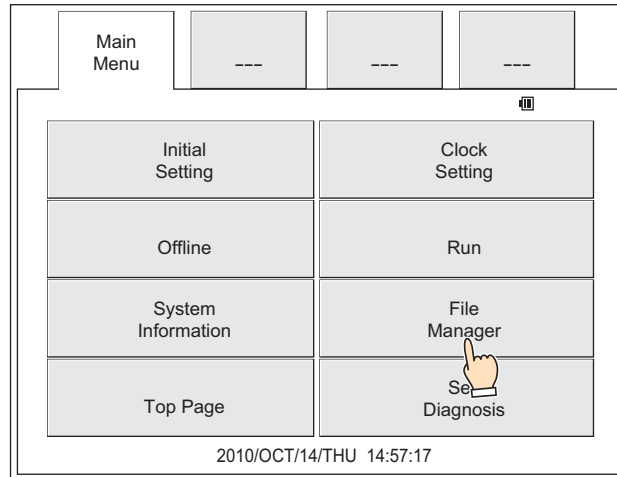 Main
Menu
---
---
---
Initial
Setting
Clock
Setting
Offline
Run
System
Information
File
Manager
Top Page
Diagnosis
2010/OCT/14/THU 14:57:17